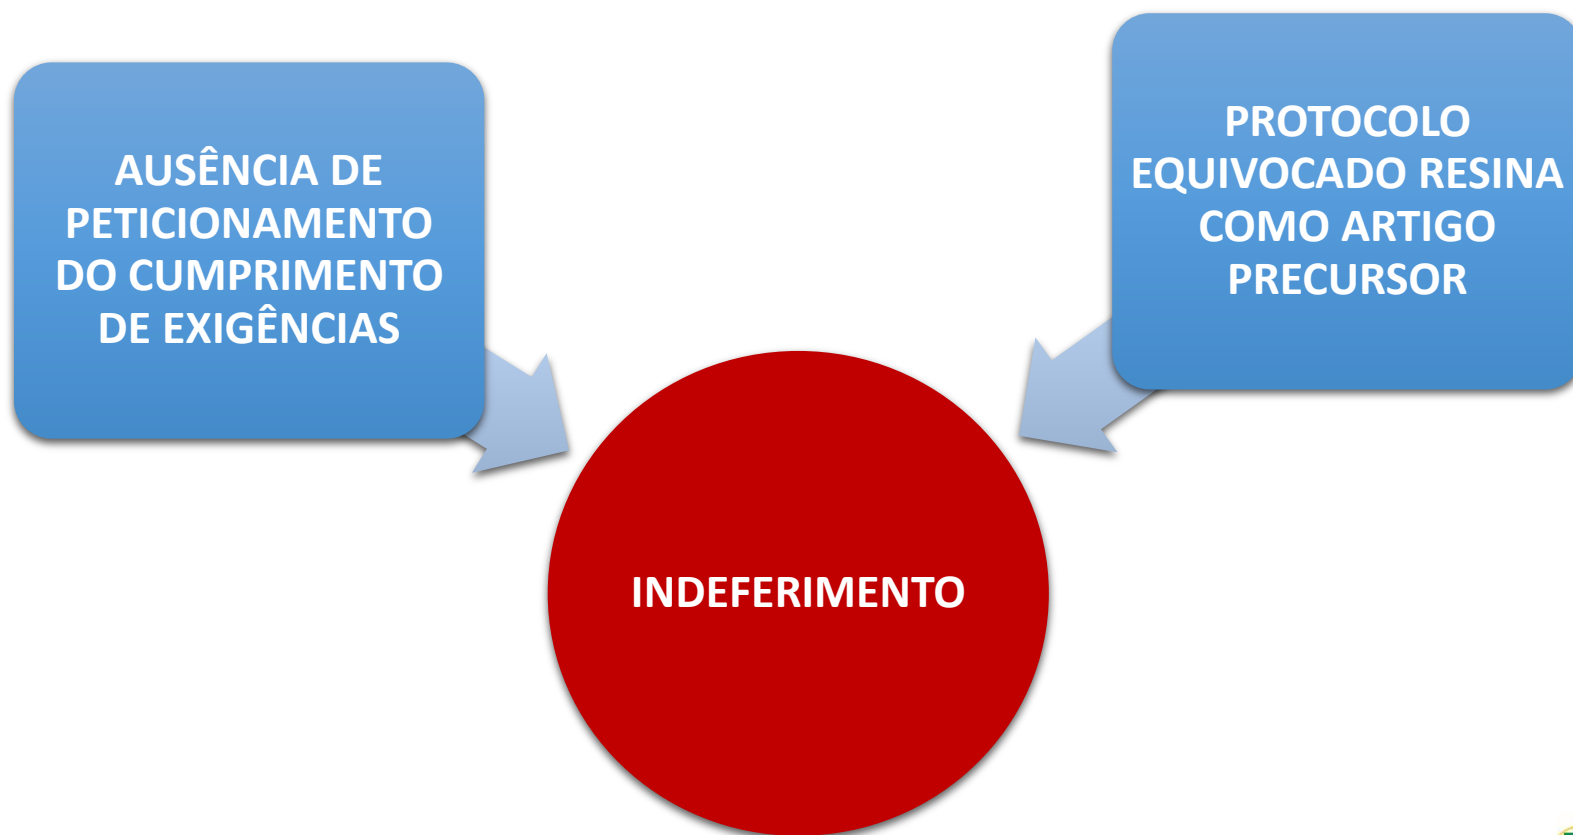 AUSÊNCIA DE
PETICIONAMENTO
DO CUMPRIMENTO
DE EXIGÊNCIAS
PROTOCOLO
EQUIVOCADO RESINA
COMO ARTIGO
PRECURSOR
INDEFERIMENTO